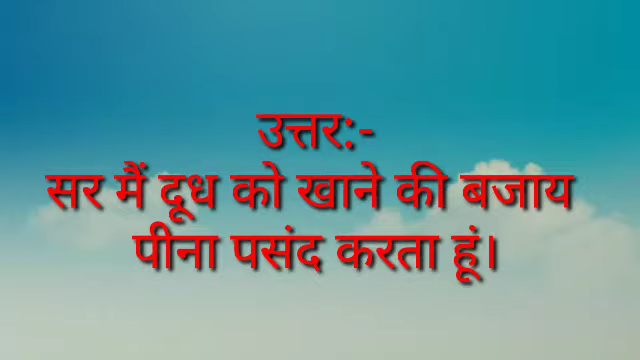 उत्तर:-
सर मैं दूध को खाने की बजाय
पीना पसंद करता हूं।